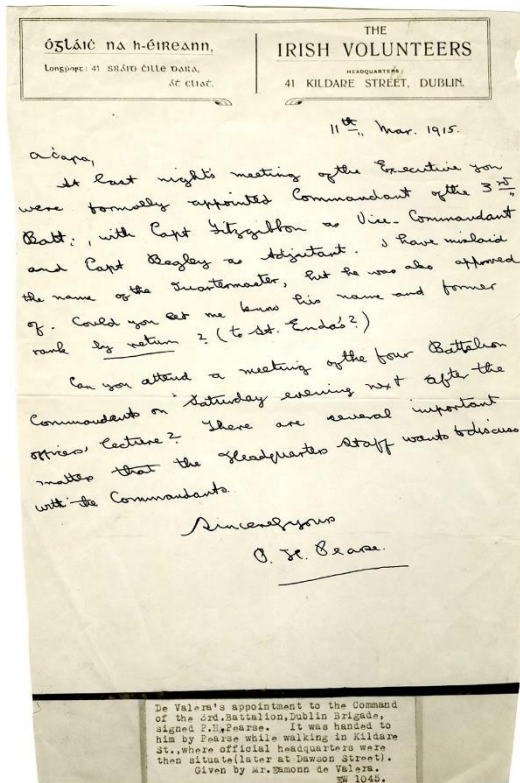 Óglaiċ na h-Éireann,
Longṗort: 41 Sráid Ċille Dara,
Áṫ Cliaṫ.
THE
IRISH VOLUNTEERS
HEADQUARTERS:
41 KILDARE STREET, DUBLIN.
11th Mar. 1915.
A ċara,
At last night's meeting of the Executive you
were formally appointed Commandant of the 3rd
Batt., with Capt Fitzgibbon as Vice-Commandant
and Capt Begley as Adjutant. I have mislaid
the name of the Quartermaster, but he was also approved
of. Could you let me know his name and former
rank by return? (to St. Enda's?)
Can you attend a meeting of the four Battalion
Commandants on Saturday evening next after the
officers' lecture? There are several important
matters that the Headquarters Staff wants to discuss
with the Commandants.
Sincerely yours
P. H. Pearse.
De Valera's appointment to the Command
of the 3rd.Battalion,Dublin Brigade,
signed P.H.Pearse. It was handed to
him by Pearse while walking in Kildare
St.,where official headquarters were
then situate(later at Dawson Street).
Given by Mr.Eamonn de Valera.
EW 1045.